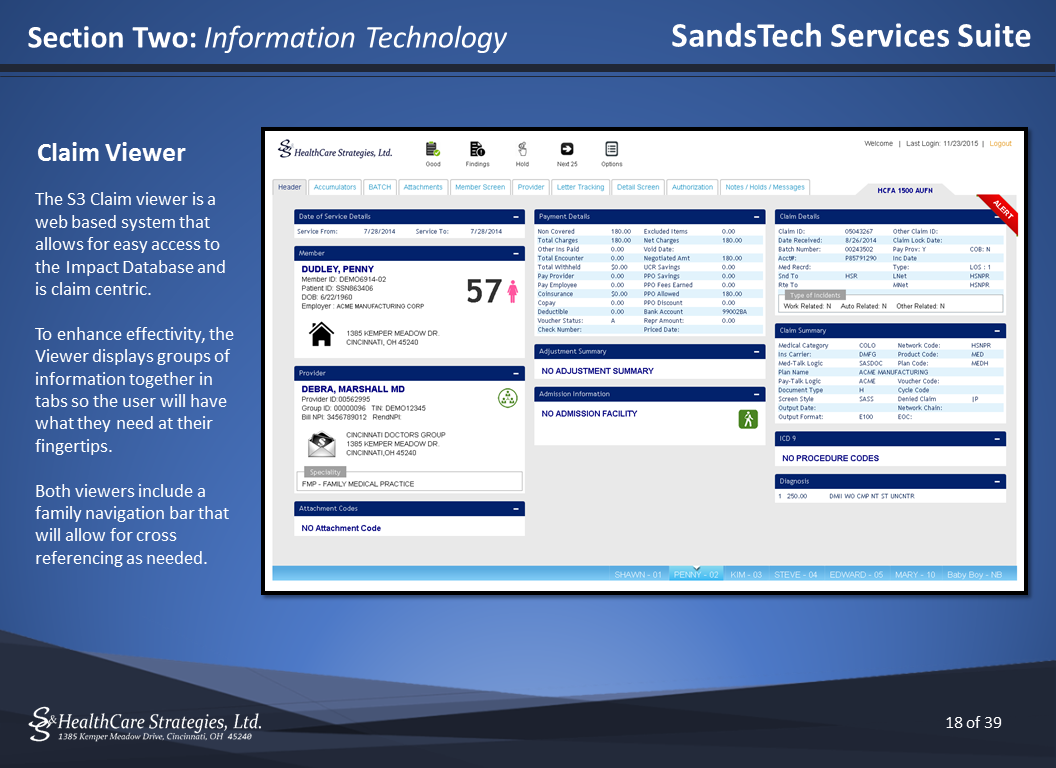 Section Two: Information Technology
SandsTech Services Suite
Claim Viewer
The S3 Claim viewer is a
web based system that
allows for easy access to
the Impact Database and
is claim centric.
To enhance effectivity, the
Viewer displays groups of
information together in
tabs so the user will have
what they need at their
fingertips.
Both viewers include a
family navigation bar that
will allow for cross
referencing as needed.
S&S HealthCare Strategies, Ltd.
Good Findings Hold Next 25 Options
Welcome | Last Login: 11/23/2015 | Logout
Header Accumulators BATCH Attachments Member Screen Provider Letter Tracking Detail Screen Authorization Notes / Holds / Messages
HCFA 1500 AUFN
ALERT
Date of Service Details
Service From: 7/28/2014 Service To: 7/28/2014
Member
DUDLEY, PENNY
Member ID: DEMO6914-02
Patient ID: SSN863406
DOB: 6/22/1960
Employer : ACME MANUFACTURING CORP
57
1385 KEMPER MEADOW DR.
CINCINNATI, OH 45240
Provider
DEBRA, MARSHALL MD
Provider ID:00562995
Group ID: 00000096 TIN: DEMO12345
Bill NPI: 3456789012 RendNPI:
CINCINNATI DOCTORS GROUP
1385 KEMPER MEADOW DR.
CINCINNATI,OH 45240
Speciality
FMP - FAMILY MEDICAL PRACTICE
Attachment Codes
NO Attachment Code
Payment Details
Non Covered 180.00 Excluded Items 0.00
Total Charges 180.00 Net Charges 180.00
Other Ins Paid 0.00 Void Date:
Total Encounter 0.00 Negotiated Amt 180.00
Total Withheld $0.00 UCR Savings 0.00
Pay Provider 0.00 PPO Savings 0.00
Pay Employee 0.00 PPO Fees Earned 0.00
Coinsurance $0.00 PPO Allowed 180.00
Copay 0.00 PPO Discount 0.00
Deductible 0.00 Bank Account 99002BA
Voucher Status: A Repr Amount: 0.00
Check Number: Priced Date:
Adjustment Summary
NO ADJUSTMENT SUMMARY
Admission Information
NO ADMISSION FACILITY
Claim Details
Claim ID: 05043267 Other Claim ID:
Date Received: 8/26/2014 Claim Lock Date:
Batch Number: 00243502 Pay Prov: Y COB: N
Acct#: P85791290 Inc Date
Med Recrd: Type: LOS : 1
Snd To HSR LNet HSNPR
Rte To MNet HSNPR
Type of Incidents
Work Related: N Auto Related: N Other Related: N
Claim Summary
Medical Category COLO Network Code: HSNPR
Ins Carrier: DMFG Product Code: MED
Med-Talk Logic SASDOC Plan Code: MEDH
Plan Name ACME MANUFACTURING
Pay-Talk Logic ACME Voucher Code:
Document Type H Cycle Code
Screen Style SASS Denied Claim |P
Output Date: Network Chain:
Output Format: E100 EOC:
ICD 9
NO PROCEDURE CODES
Diagnosis
1 250.00 DMII WO CMP NT ST UNCNTR
SHAWN - 01 PENNY - 02 KIM - 03 STEVE - 04 EDWARD - 05 MARY - 10 Baby Boy - NB
S&S HealthCare Strategies, Ltd.
1385 Kemper Meadow Drive, Cincinnati, OH 45240
18 of 39